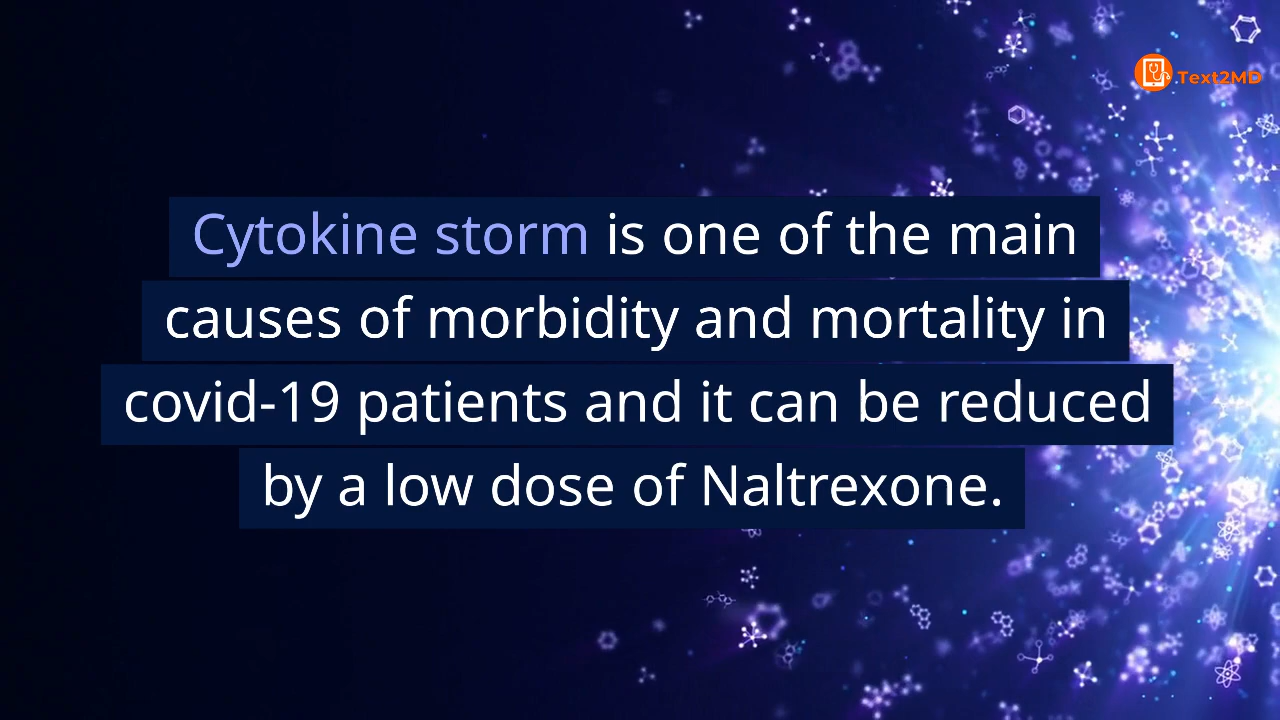 Text2MD
Cytokine storm is one of the main
causes of morbidity and mortality in
covid-19 patients and it can be reduced
by a low dose of Naltrexone.